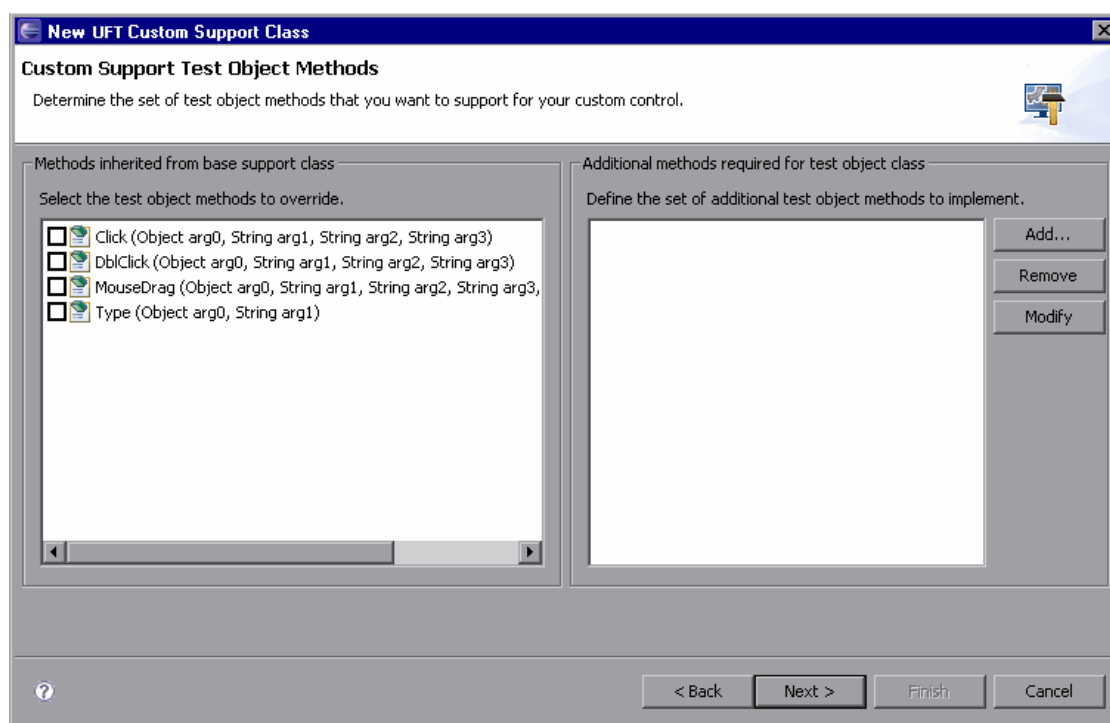 New UFT Custom Support Class
Custom Support Test Object Methods
Determine the set of test object methods that you want to support for your custom control.
Methods inherited from base support class
Select the test object methods to override.
Click (Object arg0, String arg1, String arg2, String arg3)
DblClick (Object arg0, String arg1, String arg2, String arg3)
MouseDrag (Object arg0, String arg1, String arg2, String arg3,
Type (Object arg0, String arg1)
Additional methods required for test object class
Define the set of additional test object methods to implement.
Add...
Remove
Modify
?
< Back
Next >
Finish
Cancel